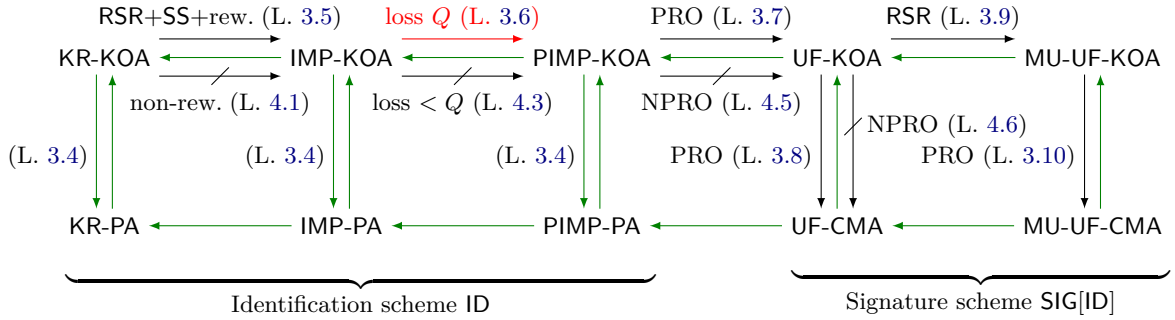 RSR+SS+rew. (L. 3.5) loss Q (L. 3.6) PRO (L. 3.7) RSR (L. 3.9)
KR-KOA IMP-KOA PIMP-KOA UF-KOA MU-UF-KOA
non-rew. (L. 4.1) loss < Q (L. 4.3) NPRO (L. 4.5)
NPRO (L. 4.6)
(L. 3.4) (L. 3.4) (L. 3.4) PRO (L. 3.8) PRO (L. 3.10)
KR-PA IMP-PA PIMP-PA UF-CMA MU-UF-CMA
Identification scheme ID Signature scheme SIG[ID]